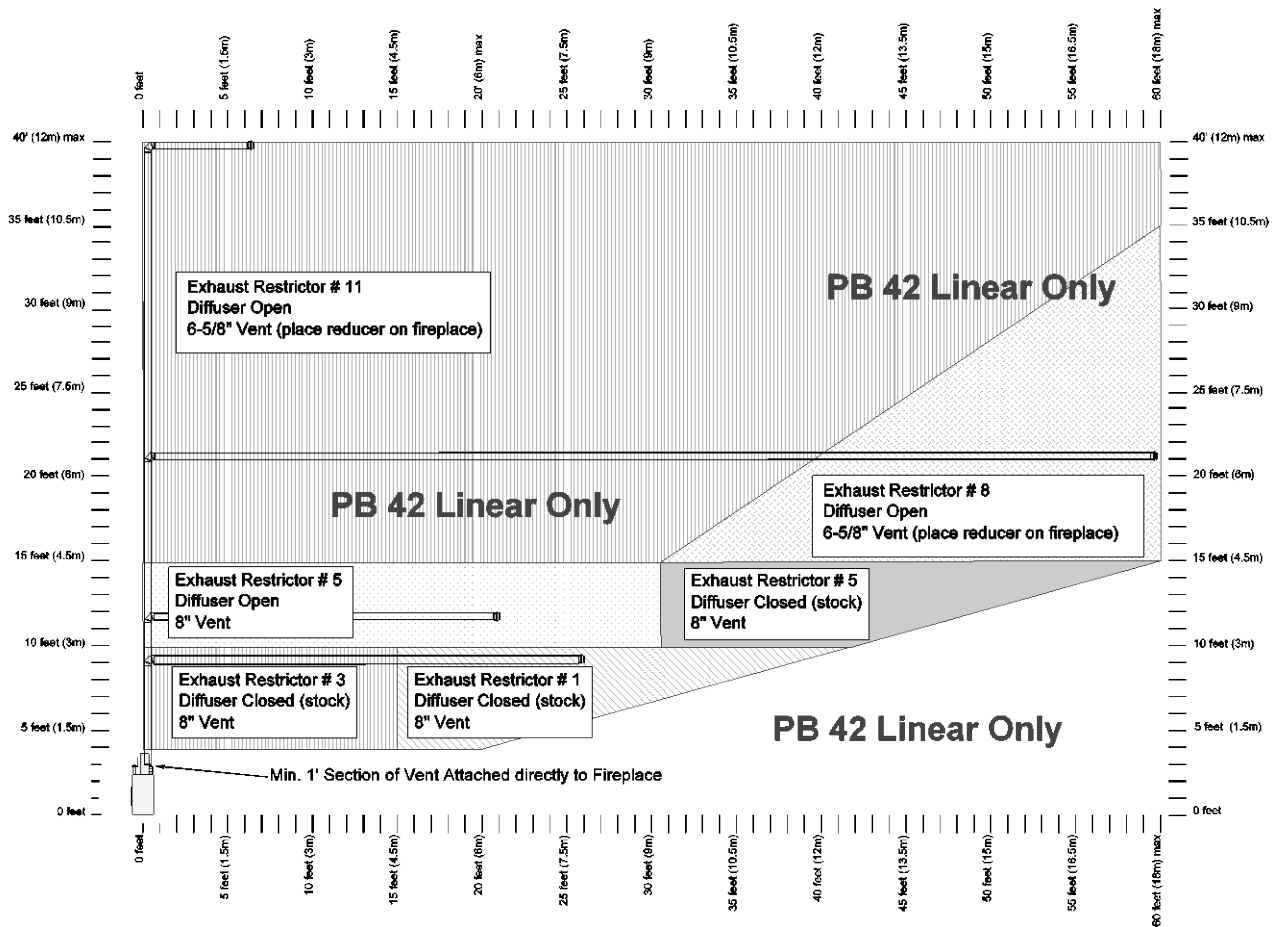 0 feet
5 feet (1.5m)
10 feet (3m)
15 feet (4.5m)
20' (6m) max
25 feet (7.5m)
30 feet (9m)
35 feet (10.5m)
40 feet (12m)
45 feet (13.5m)
50 feet (15m)
55 feet (16.5m)
60 feet (18m) max
40' (12m) max
35 feet (10.5m)
30 feet (9m)
25 feet (7.5m)
20 feet (6m)
15 feet (4.5m)
10 feet (3m)
5 feet (1.5m)
0 feet
Exhaust Restrictor # 11
Diffuser Open
6-5/8" Vent (place reducer on fireplace)
PB 42 Linear Only
PB 42 Linear Only
Exhaust Restrictor # 8
Diffuser Open
6-5/8" Vent (place reducer on fireplace)
Exhaust Restrictor # 5
Diffuser Open
8" Vent
Exhaust Restrictor # 5
Diffuser Closed (stock)
8" Vent
Exhaust Restrictor # 3
Diffuser Closed (stock)
8" Vent
Exhaust Restrictor # 1
Diffuser Closed (stock)
8" Vent
PB 42 Linear Only
Min. 1' Section of Vent Attached directly to Fireplace
40' (12m) max
35 feet (10.5m)
30 feet (9m)
25 feet (7.5m)
20 feet (6m)
15 feet (4.5m)
10 feet (3m)
5 feet (1.5m)
0 feet
0 feet
5 feet (1.5m)
10 feet (3m)
15 feet (4.5m)
20 feet (6m)
25 feet (7.5m)
30 feet (9m)
35 feet (10.5m)
40 feet (12m)
45 feet (13.5m)
50 feet (15m)
55 feet (16.5m)
60 feet (18m) max